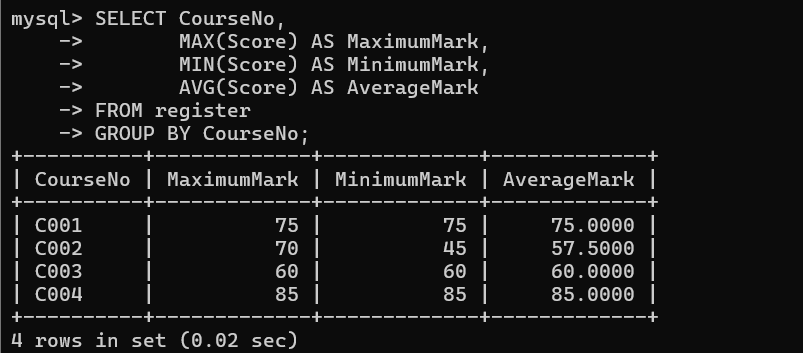 mysql> SELECT CourseNo,
    ->        MAX(Score) AS MaximumMark,
    ->        MIN(Score) AS MinimumMark,
    ->        AVG(Score) AS AverageMark
    -> FROM register
    -> GROUP BY CourseNo;
+----------+-------------+-------------+-------------+
| CourseNo | MaximumMark | MinimumMark | AverageMark |
+----------+-------------+-------------+-------------+
| C001     |          75 |          75 |     75.0000 |
| C002     |          70 |          45 |     57.5000 |
| C003     |          60 |          60 |     60.0000 |
| C004     |          85 |          85 |     85.0000 |
+----------+-------------+-------------+-------------+
4 rows in set (0.02 sec)